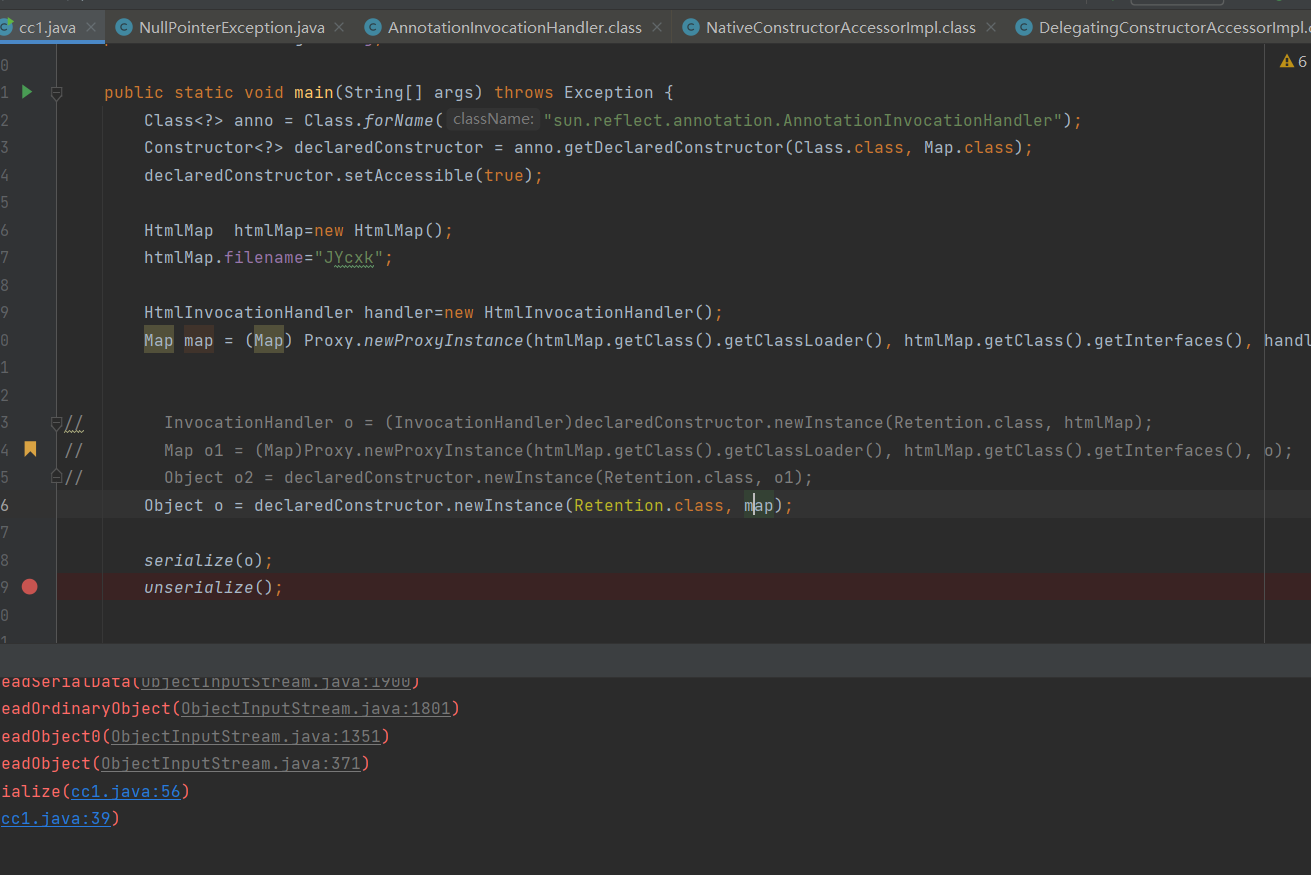 cc1.java NullPointerException.java AnnotationInvocationHandler.class NativeConstructorAccessorImpl.class DelegatingConstructorAccessorImpl.c
0
6
1 public static void main(String[] args) throws Exception {
2 Class<?> anno = Class.forName( className: "sun.reflect.annotation.AnnotationInvocationHandler");
3 Constructor<?> declaredConstructor = anno.getDeclaredConstructor(Class.class, Map.class);
4 declaredConstructor.setAccessible(true);
5
6 HtmlMap  htmlMap=new HtmlMap();
7 htmlMap.filename="JYcxk";
8
9 HtmlInvocationHandler handler=new HtmlInvocationHandler();
0 Map map = (Map) Proxy.newProxyInstance(htmlMap.getClass().getClassLoader(), htmlMap.getClass().getInterfaces(), handl
1
2
3 //        InvocationHandler o = (InvocationHandler)declaredConstructor.newInstance(Retention.class, htmlMap);
4 //        Map o1 = (Map)Proxy.newProxyInstance(htmlMap.getClass().getClassLoader(), htmlMap.getClass().getInterfaces(), o);
5 //        Object o2 = declaredConstructor.newInstance(Retention.class, o1);
6 Object o = declaredConstructor.newInstance(Retention.class, map);
7
8 serialize(o);
9 unserialize();
0
1
eadSerialData(ObjectInputStream.java:1900)
eadOrdinaryObject(ObjectInputStream.java:1801)
eadObject0(ObjectInputStream.java:1351)
eadObject(ObjectInputStream.java:371)
ialize(cc1.java:56)
cc1.java:39)